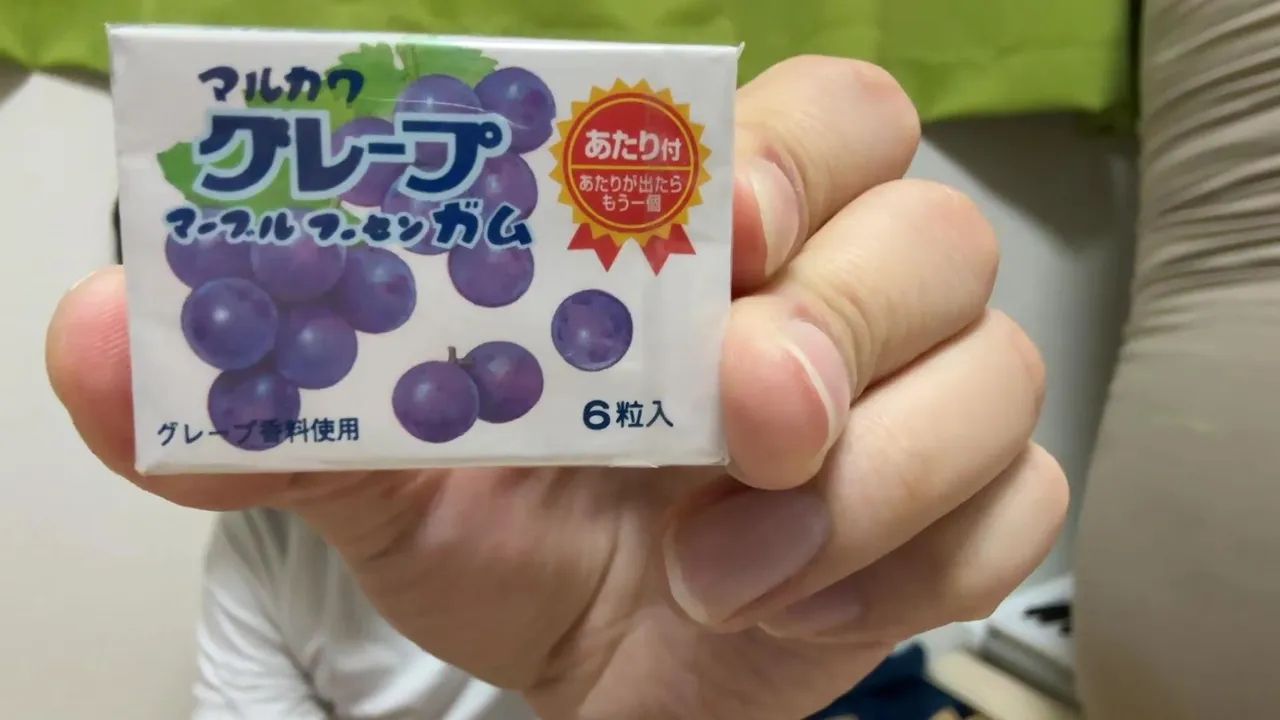 マルカワ
グレープ
マーブルフーセンガム
あたり付
あたりが出たら
もう一個
グレープ香料使用
6粒入